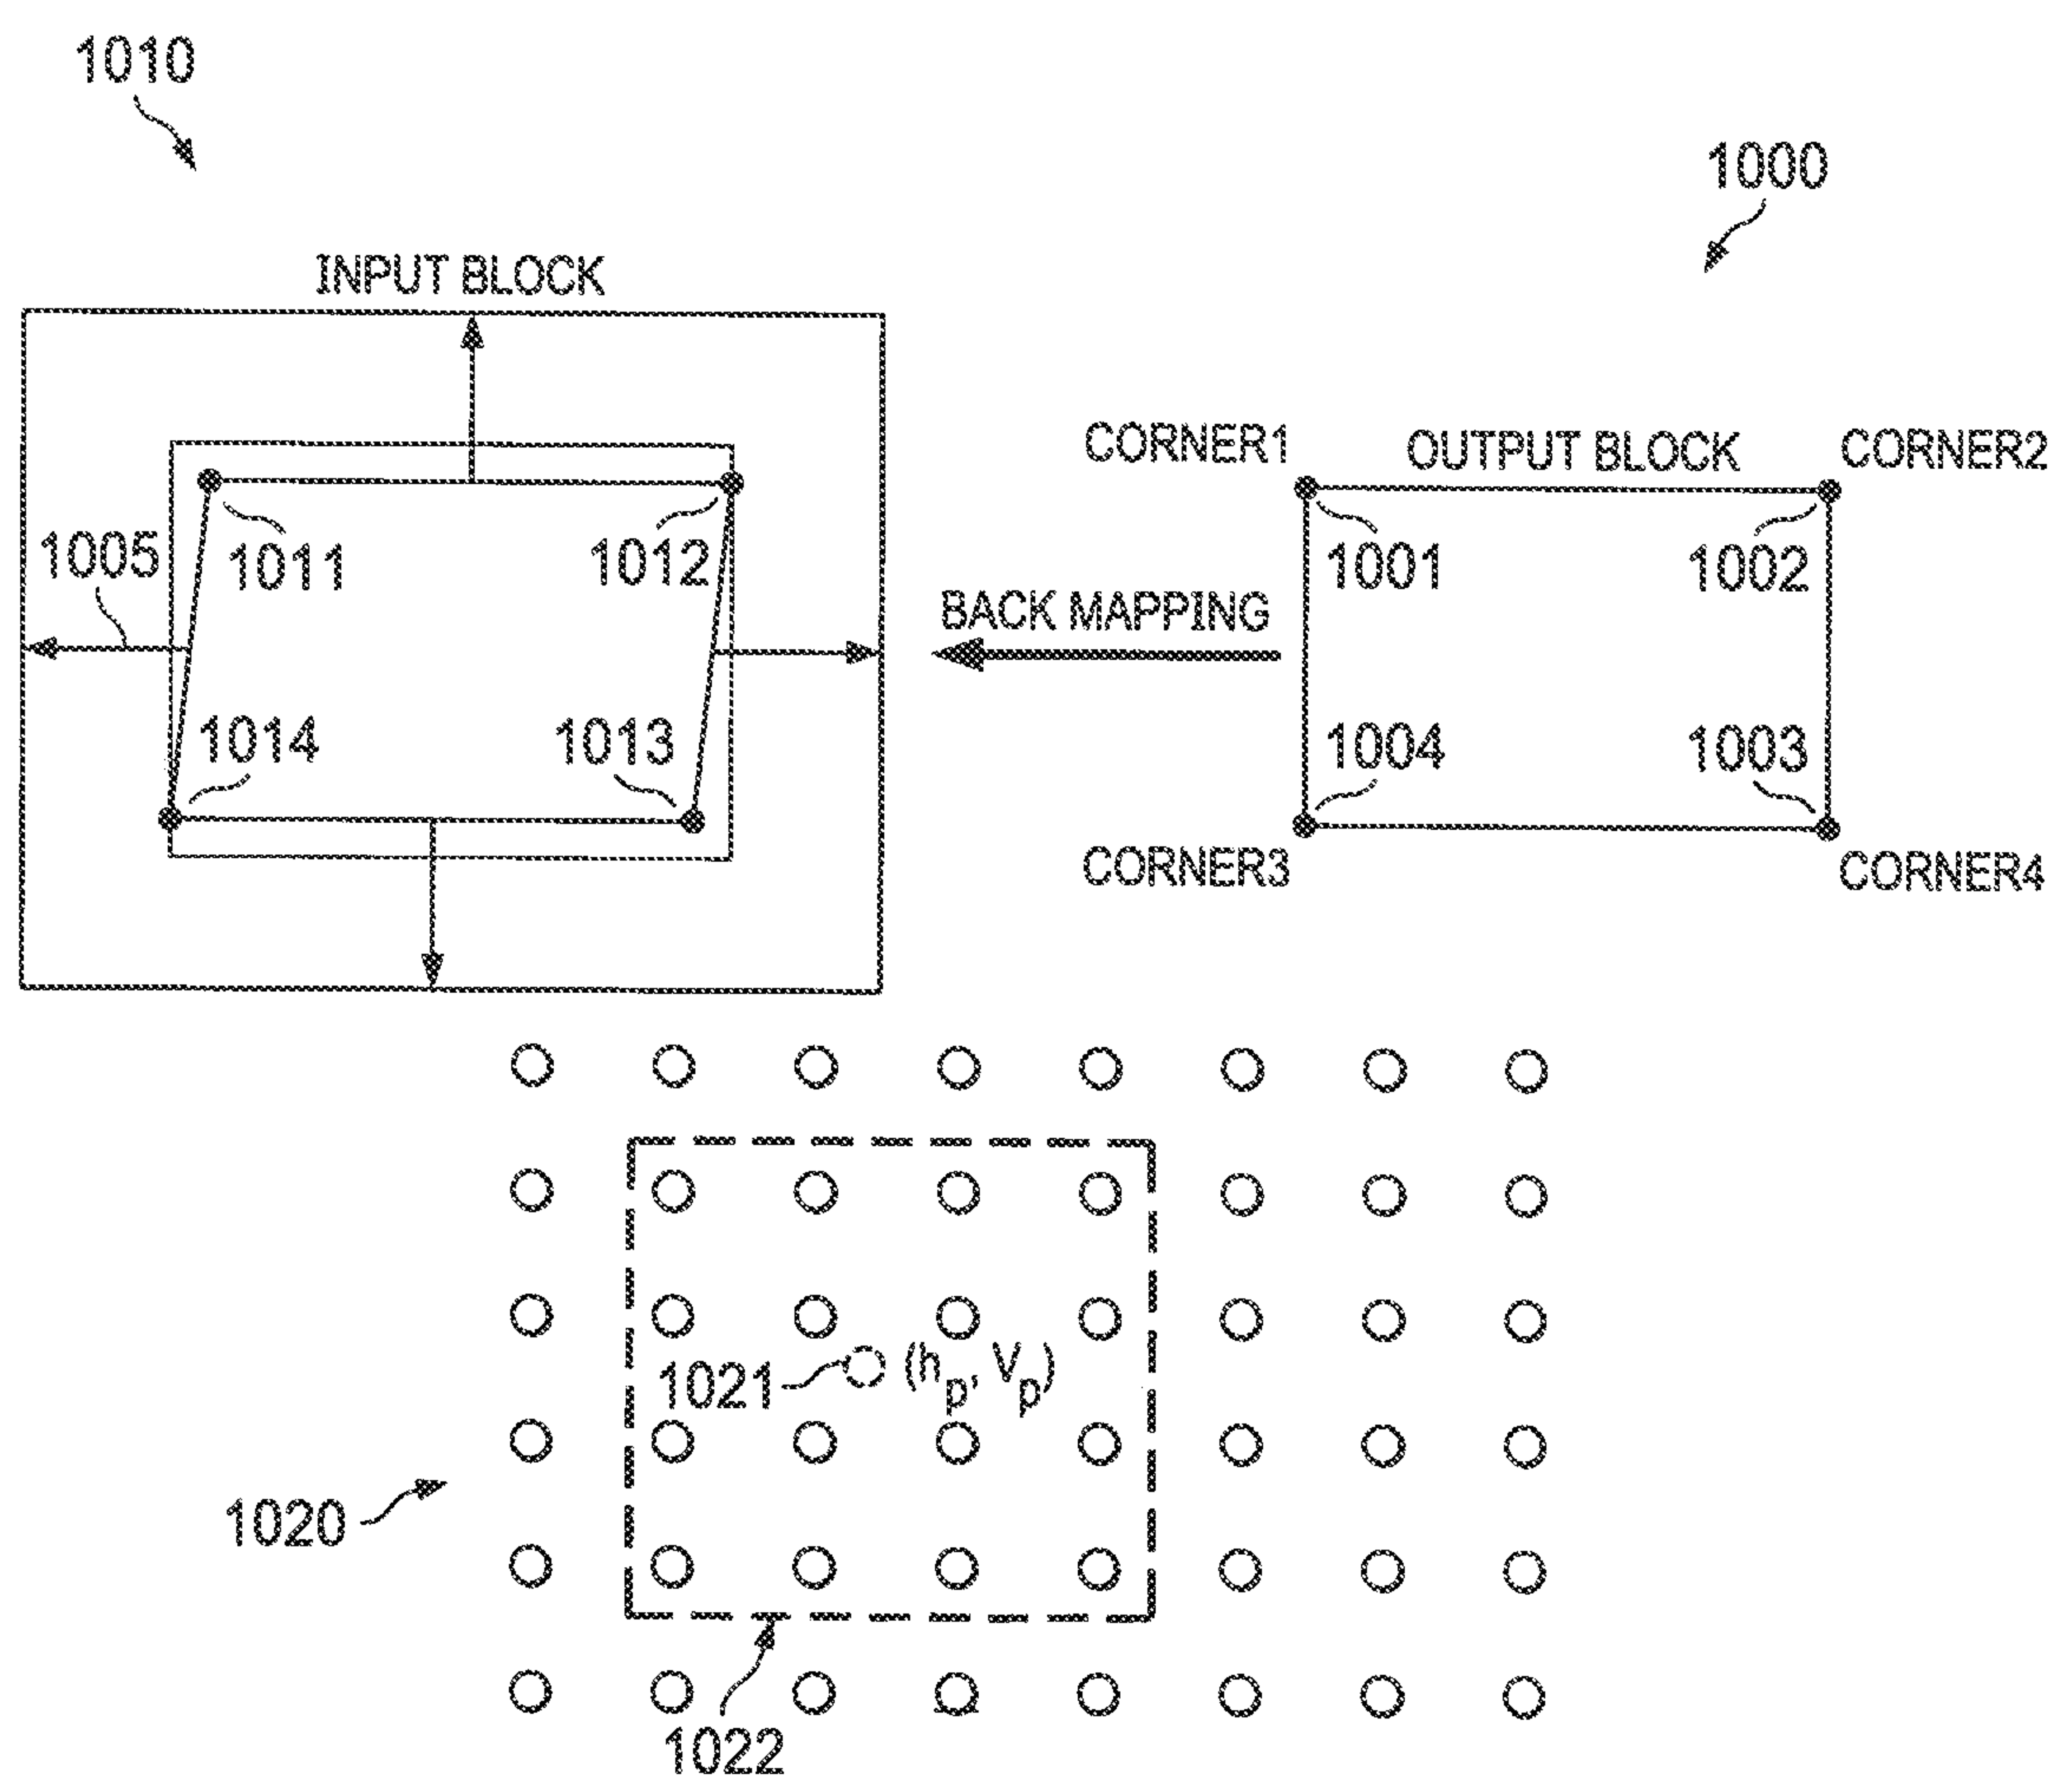 1010
1000
INPUT BLOCK
CORNER1
OUTPUT BLOCK
CORNER2
1005
1011
1012
1001
1002
BACK MAPPING
1014
1013
1004
1003
CORNER3
CORNER4
1021
(hp, Vp)
1020
1022